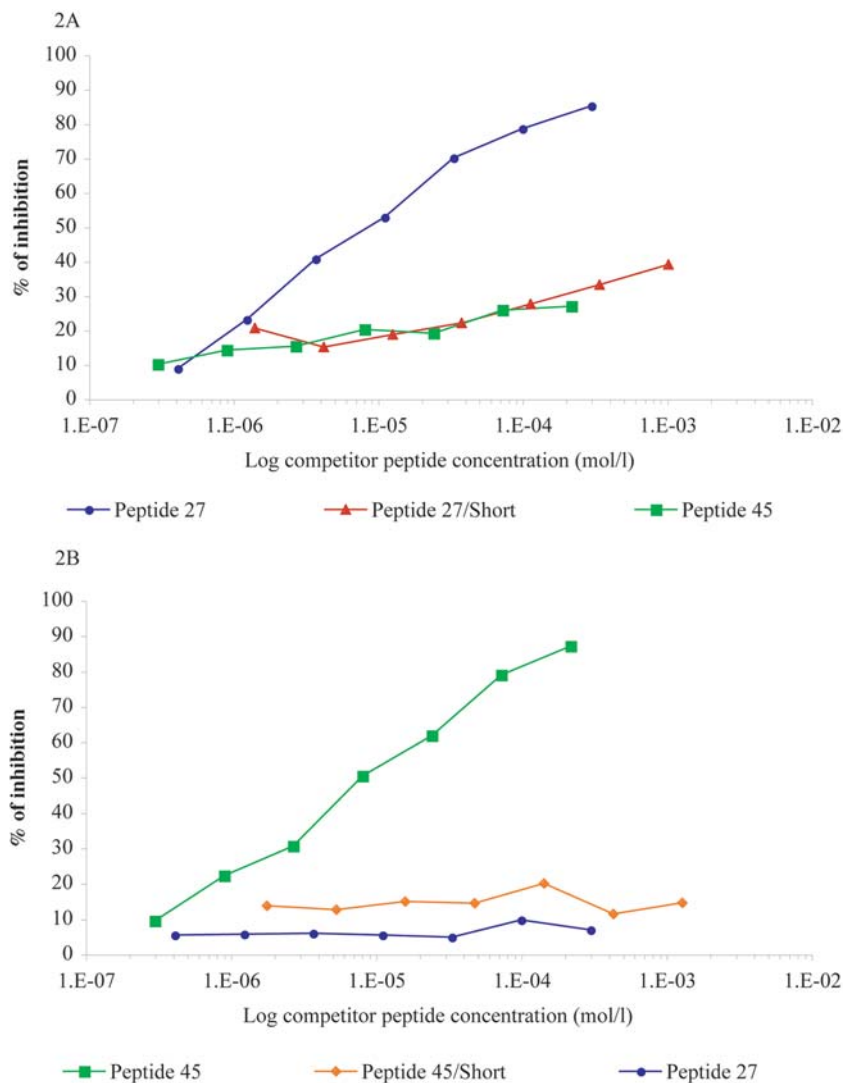 2A
100
90
80
70
60
50
40
30
20
10
0
% of inhibition
1.E-07 1.E-06 1.E-05 1.E-04 1.E-03 1.E-02
Log competitor peptide concentration (mol/l)
Peptide 27 Peptide 27/Short Peptide 45
2B
100
90
80
70
60
50
40
30
20
10
0
% of inhibition
1.E-07 1.E-06 1.E-05 1.E-04 1.E-03 1.E-02
Log competitor peptide concentration (mol/l)
Peptide 45 Peptide 45/Short Peptide 27